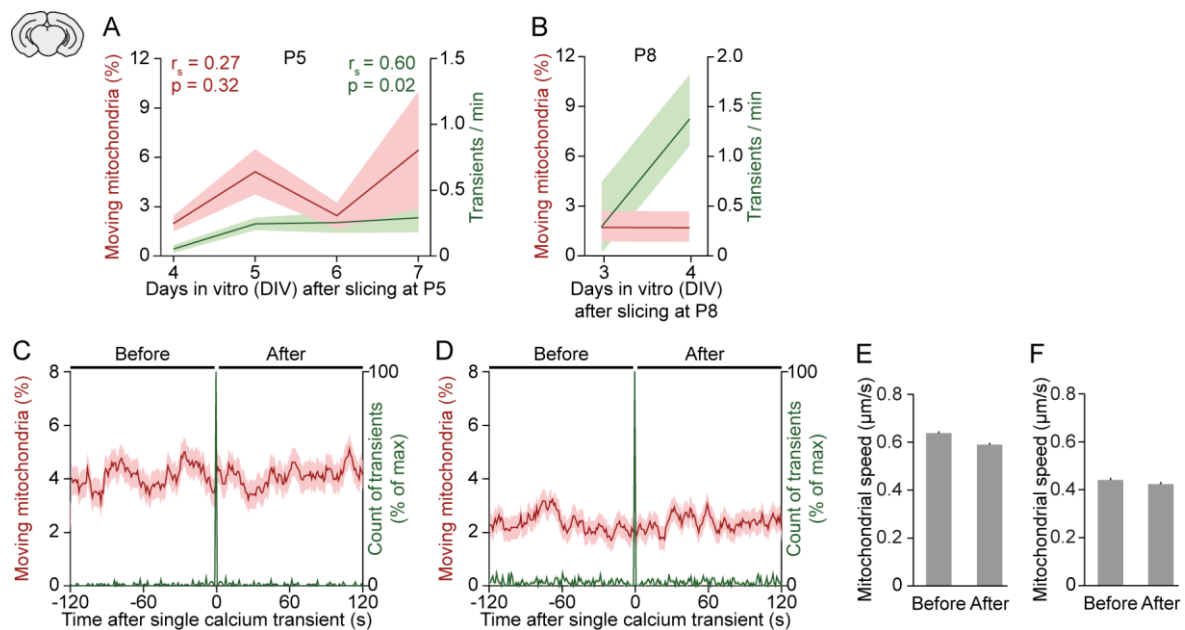 A
P5
r_s = 0.27
p = 0.32
r_s = 0.60
p = 0.02
Moving mitochondria (%)
12
9
6
3
0
1.5
1.0
0.5
0
Transients / min
4 5 6 7
Days in vitro (DIV) after slicing at P5
B
P8
Moving mitochondria (%)
12
9
6
3
0
2.0
1.5
1.0
0.5
0
Transients / min
3 4
Days in vitro (DIV)
after slicing at P8
C
Before After
Moving mitochondria (%)
8
6
4
2
0
100
0
Count of transients
(% of max)
-120 -60 0 60 120
Time after single calcium transient (s)
D
Before After
Moving mitochondria (%)
8
6
4
2
0
100
0
Count of transients
(% of max)
-120 -60 0 60 120
Time after single calcium transient (s)
E
Mitochondrial speed (μm/s)
0.8
0.6
0.4
0.2
0
Before After
F
Mitochondrial speed (μm/s)
0.8
0.6
0.4
0.2
0
Before After